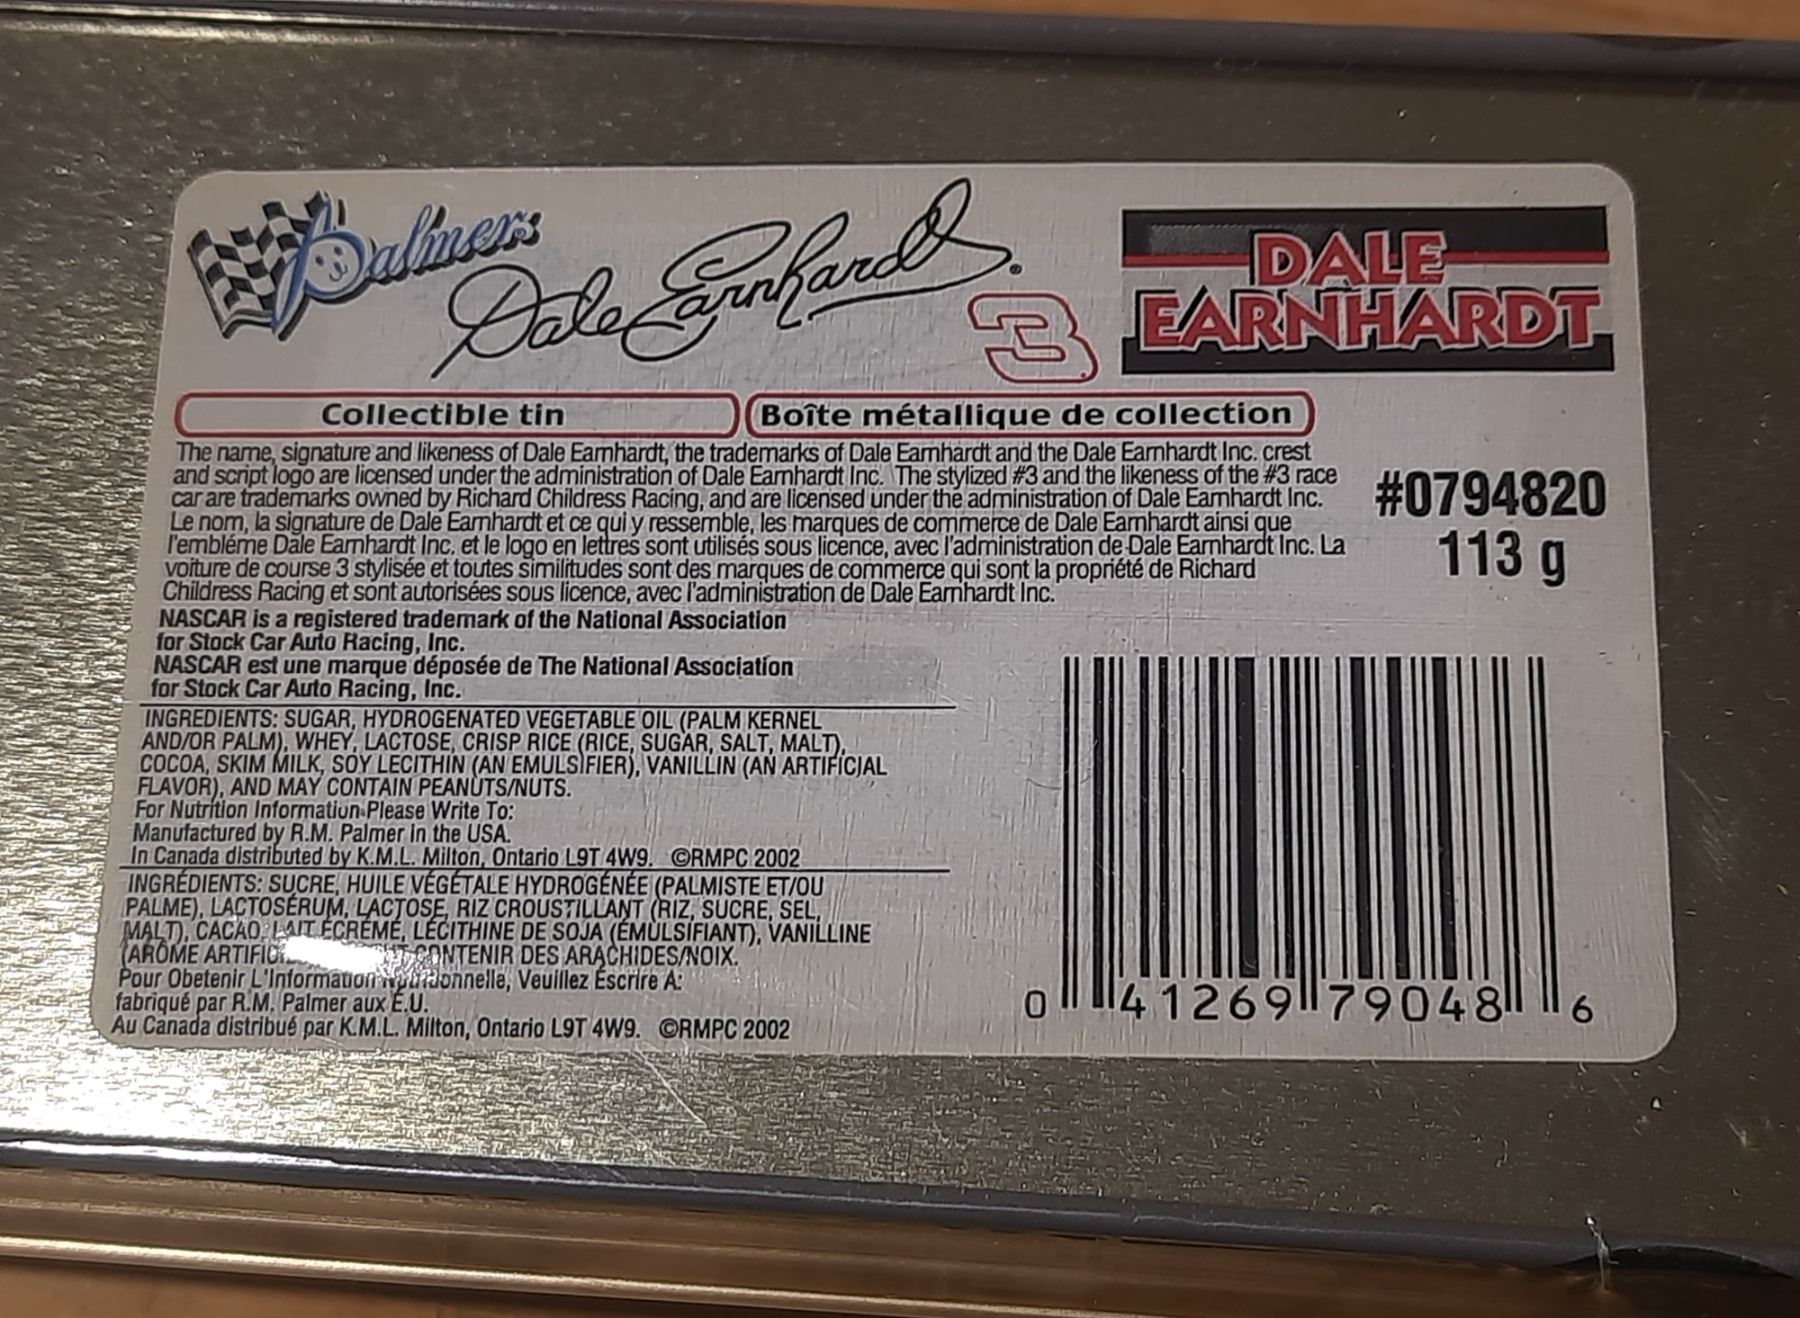 Palmer
Dale Earnhardt
3
DALE
EARNHARDT
Collectible tin
Boîte métallique de collection
The name, signature and likeness of Dale Earnhardt, the trademarks of Dale Earnhardt and the Dale Earnhardt Inc. crest
and script logo are licensed under the administration of Dale Earnhardt Inc. The stylized #3 and the likeness of the #3 race
car are trademarks owned by Richard Childress Racing, and are licensed under the administration of Dale Earnhardt Inc.
Le nom, la signature de Dale Earnhardt et ce qui y ressemble, les marques de commerce de Dale Earnhardt ainsi que
l'embléme Dale Earnhardt Inc. et le logo en lettres sont utilisés sous licence, avec l'administration de Dale Earnhardt Inc. La
voiture de course 3 stylisée et toutes similitudes sont des marques de commerce qui sont la propriété de Richard
Childress Racing et sont autorisées sous licence, avec l'administration de Dale Earnhardt Inc.
#0794820
113 g
NASCAR is a registered trademark of the National Association
for Stock Car Auto Racing, Inc.
NASCAR est une marque déposée de The National Association
for Stock Car Auto Racing, Inc.
INGREDIENTS: SUGAR, HYDROGENATED VEGETABLE OIL (PALM KERNEL
AND/OR PALM), WHEY, LACTOSE, CRISP RICE (RICE, SUGAR, SALT, MALT),
COCOA, SKIM MILK, SOY LECITHIN (AN EMULSIFIER), VANILLIN (AN ARTIFICIAL
FLAVOR), AND MAY CONTAIN PEANUTS/NUTS.
For Nutrition Information Please Write To:
Manufactured by R.M. Palmer in the USA.
In Canada distributed by K.M.L. Milton, Ontario L9T 4W9. ©RMPC 2002
INGRÉDIENTS: SUCRE, HUILE VÉGÉTALE HYDROGÉNÉE (PALMISTE ET/OU
PALME), LACTOSÉRUM, LACTOSE, RIZ CROUSTILLANT (RIZ, SUCRE, SEL,
MALT), CACAO, LAIT ÉCRÉMÉ, LÉCITHINE DE SOJA (ÉMULSIFIANT), VANILLINE
(ARÔME CONTENIR DES ARACHIDES/NOIX.
Pour Obetenir L'Information Veuillez Éscrire A:
fabriqué par R.M. Palmer aux É.U.
Au Canada distribué par K.M.L. Milton, Ontario L9T 4W9. ©RMPC 2002
0 41269 79048 6